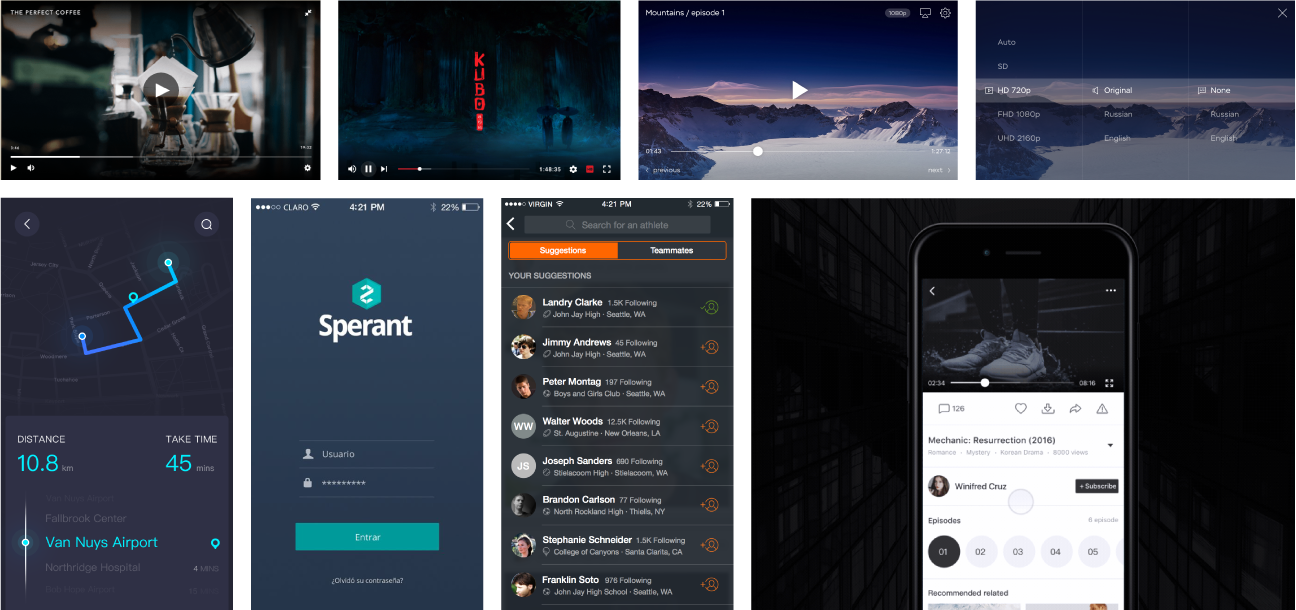 THE PERFECT COFFEE
3:46
19:33
KUBO
1:48:35
Mountains / episode 1
1080p
01:43
1:27:12
previous
next
Auto
SD
HD 720p Original None
FHD 1080p Russian Russian
UHD 2160p English English
DISTANCE TAKE TIME
10.8 km 45 mins
Van Nuys Airport
Fallbrook Center
Van Nuys Airport
Northridge Hospital 4 MINS
CLARO 4:21 PM 22%
Sperant
Usuario
*********
Entrar
¿Olvidó su contraseña?
VIRGIN 4:21 PM 22%
Search for an athlete
Suggestions Teammates
YOUR SUGGESTIONS
Landry Clarke 1.5K Following
John Jay High · Seattle, WA
Jimmy Andrews 45 Following
John Jay High · Seattle, WA
Peter Montag 197 Following
Boys and Girls Club · Seattle, WA
WW
Walter Woods 12.5K Following
St. Augustine · New Orleans, LA
JS
Joseph Sanders 690 Following
Stielacoom High · Stielacoom, WA
Brandon Carlson 77 Following
North Rockland High · Thiells, NY
Stephanie Schneider 1.5K Following
College of Canyons · Santa Clarita, CA
Franklin Soto 976 Following
John Jay High School · Seattle, WA
02:34 08:16
126
Mechanic: Resurrection (2016)
Romance · Mystery · Korean Drama · 8000 views
Winifred Cruz + Subscribe
Episodes 6 episode
01 02 03 04 05
Recommended related